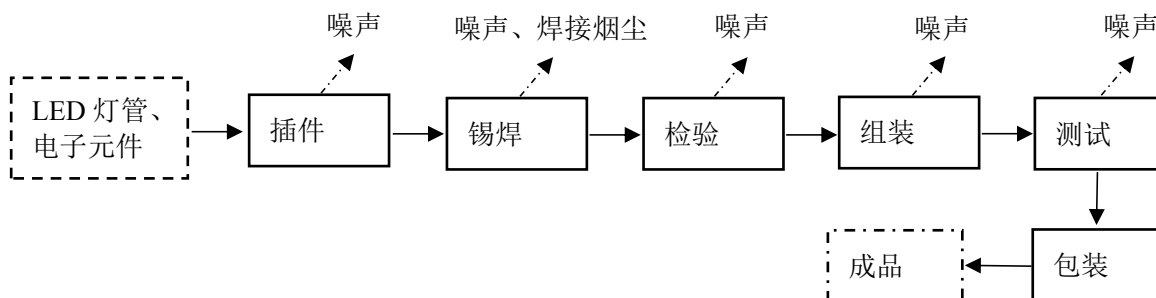 噪声
噪声、焊接烟尘
噪声
噪声
噪声
LED 灯管、
电子元件
插件
锡焊
检验
组装
测试
成品
包装